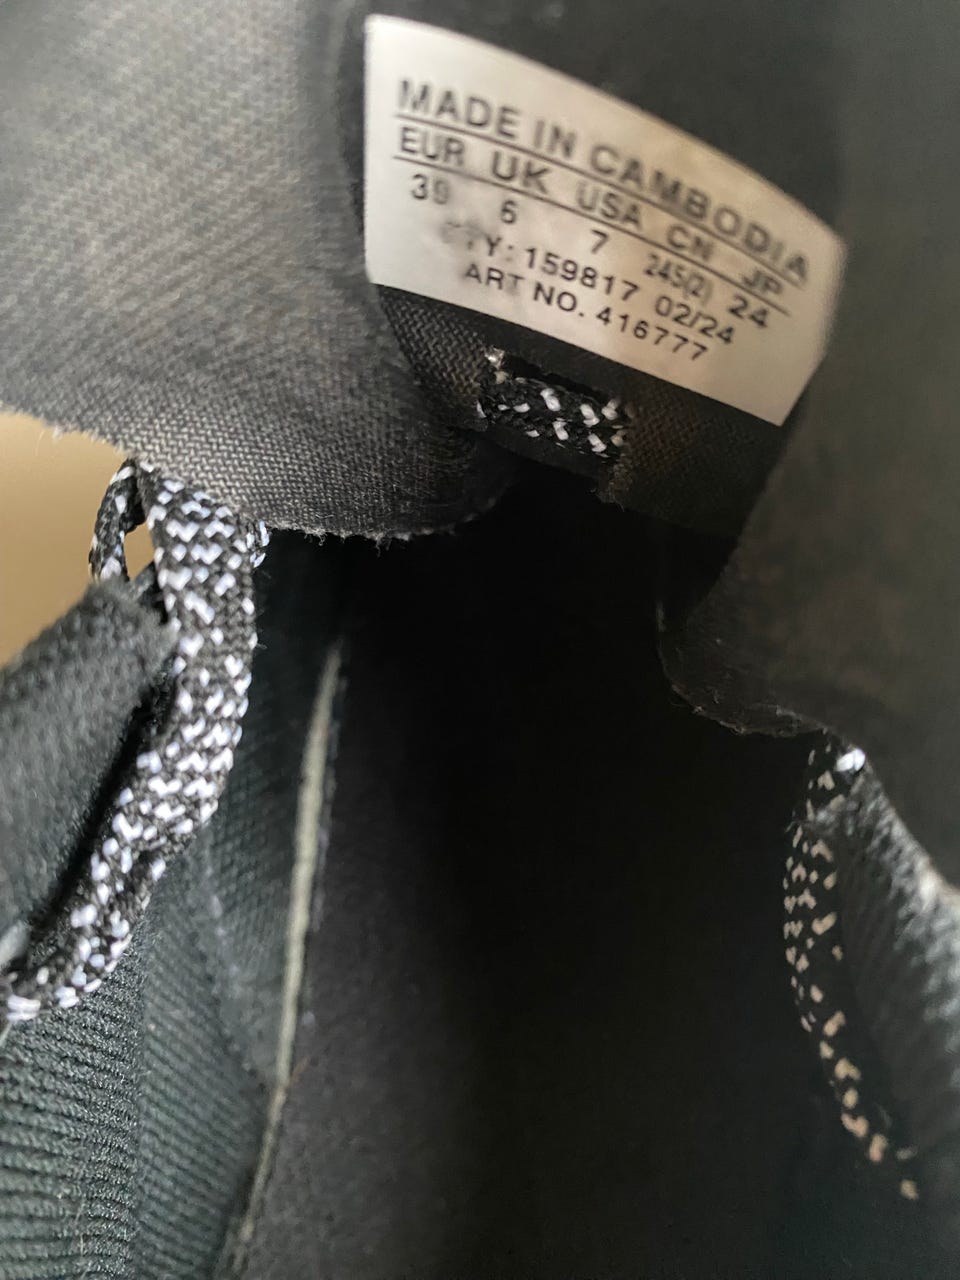 MADE IN CAMBODIA
EUR UK USA CN JP
39 6 7 245(2) 24
159817 02/24
ART NO. 416777